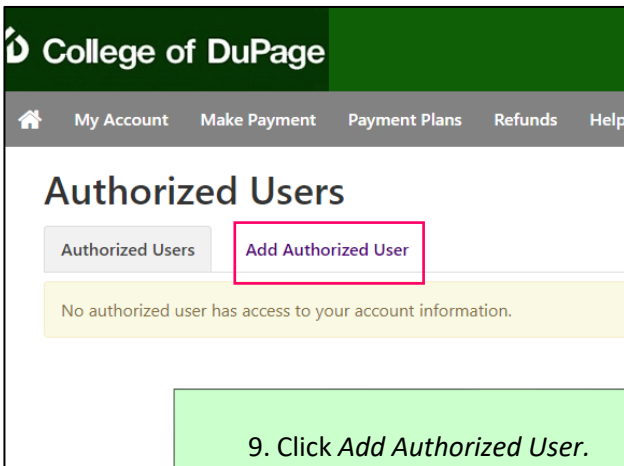 College of DuPage
My Account Make Payment Payment Plans Refunds Help
Authorized Users
Authorized Users Add Authorized User
No authorized user has access to your account information.
9. Click Add Authorized User.